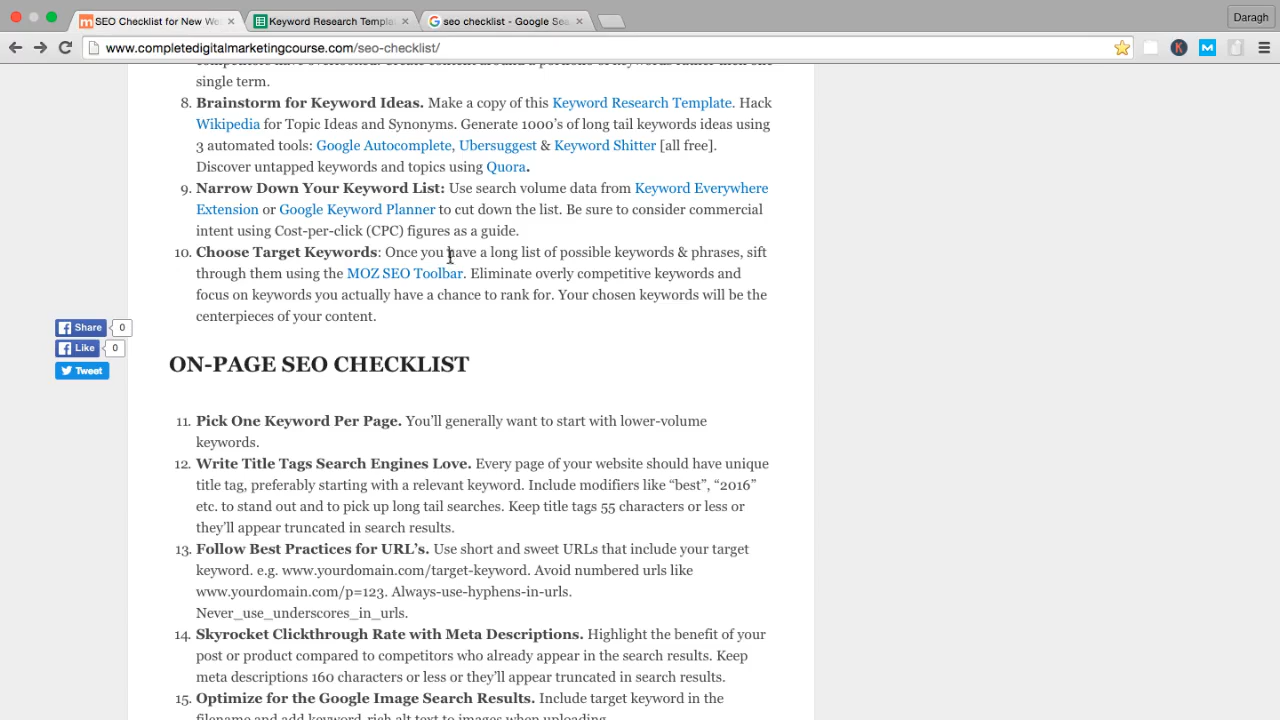 SEO Checklist for New We
Keyword Research Templa
seo checklist - Google Sea
Daragh
www.completedigitalmarketingcourse.com/seo-checklist/
single term.
8. Brainstorm for Keyword Ideas. Make a copy of this Keyword Research Template. Hack
Wikipedia for Topic Ideas and Synonyms. Generate 1000’s of long tail keywords ideas using
3 automated tools: Google Autocomplete, Ubersuggest & Keyword Shitter [all free].
Discover untapped keywords and topics using Quora.
9. Narrow Down Your Keyword List: Use search volume data from Keyword Everywhere
Extension or Google Keyword Planner to cut down the list. Be sure to consider commercial
intent using Cost-per-click (CPC) figures as a guide.
10. Choose Target Keywords: Once you have a long list of possible keywords & phrases, sift
through them using the MOZ SEO Toolbar. Eliminate overly competitive keywords and
focus on keywords you actually have a chance to rank for. Your chosen keywords will be the
centerpieces of your content.
Share 0
Like 0
Tweet
ON-PAGE SEO CHECKLIST
11. Pick One Keyword Per Page. You’ll generally want to start with lower-volume
keywords.
12. Write Title Tags Search Engines Love. Every page of your website should have unique
title tag, preferably starting with a relevant keyword. Include modifiers like “best”, “2016”
etc. to stand out and to pick up long tail searches. Keep title tags 55 characters or less or
they’ll appear truncated in search results.
13. Follow Best Practices for URL’s. Use short and sweet URLs that include your target
keyword. e.g. www.yourdomain.com/target-keyword. Avoid numbered urls like
www.yourdomain.com/p=123. Always-use-hyphens-in-urls.
Never_use_underscores_in_urls.
14. Skyrocket Clickthrough Rate with Meta Descriptions. Highlight the benefit of your
post or product compared to competitors who already appear in the search results. Keep
meta descriptions 160 characters or less or they’ll appear truncated in search results.
15. Optimize for the Google Image Search Results. Include target keyword in the
filename and add keyword-rich alt text to images when uploading.